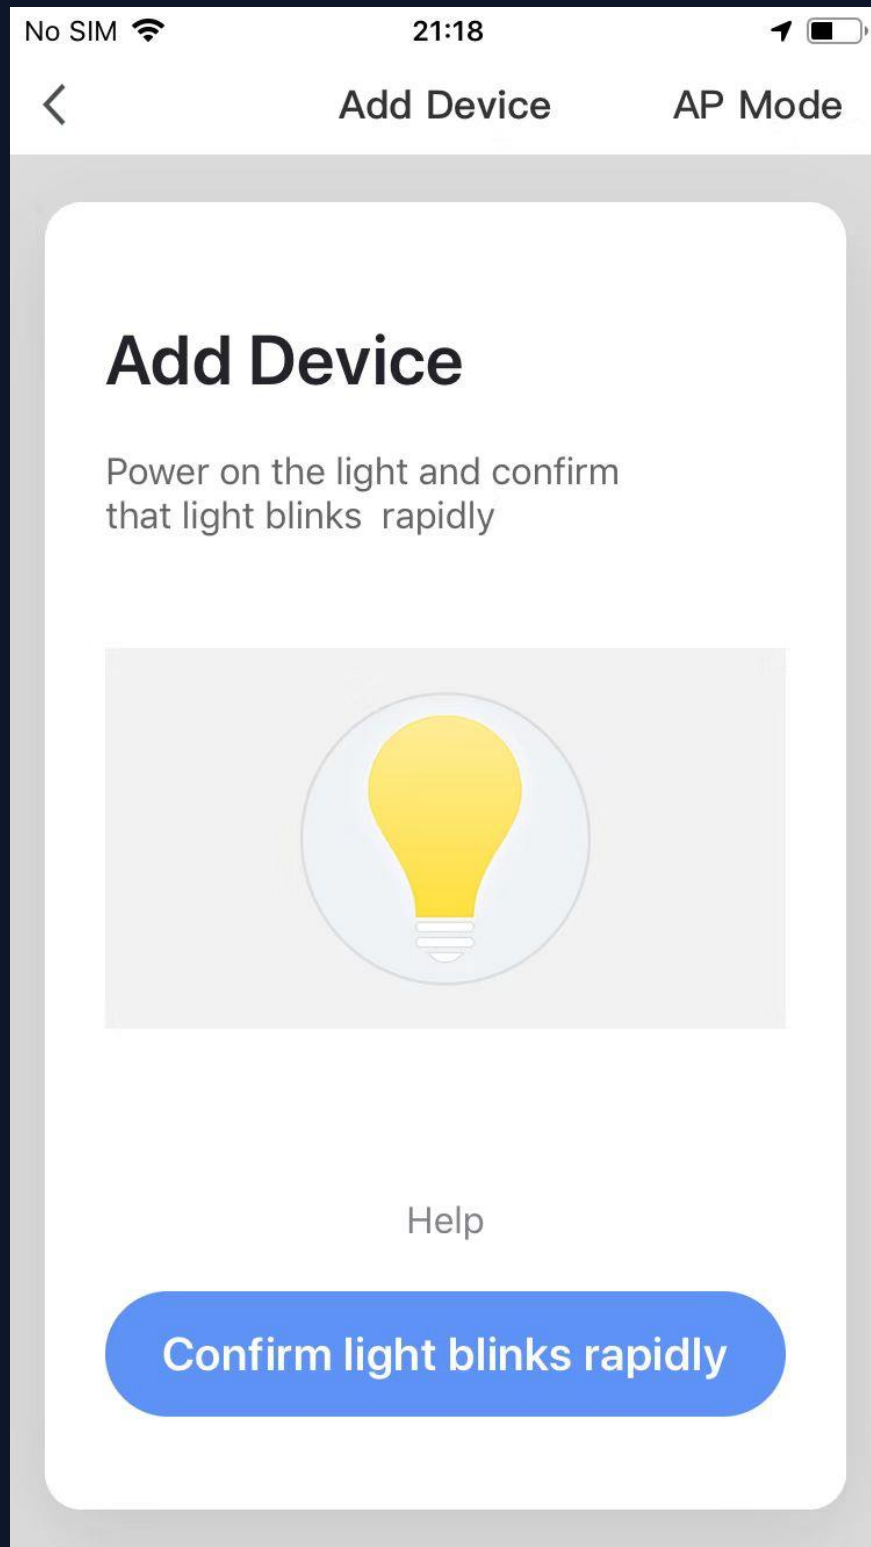 No SIM 21:18
Add Device AP Mode
Add Device
Power on the light and confirm
that light blinks  rapidly
Help
Confirm light blinks rapidly